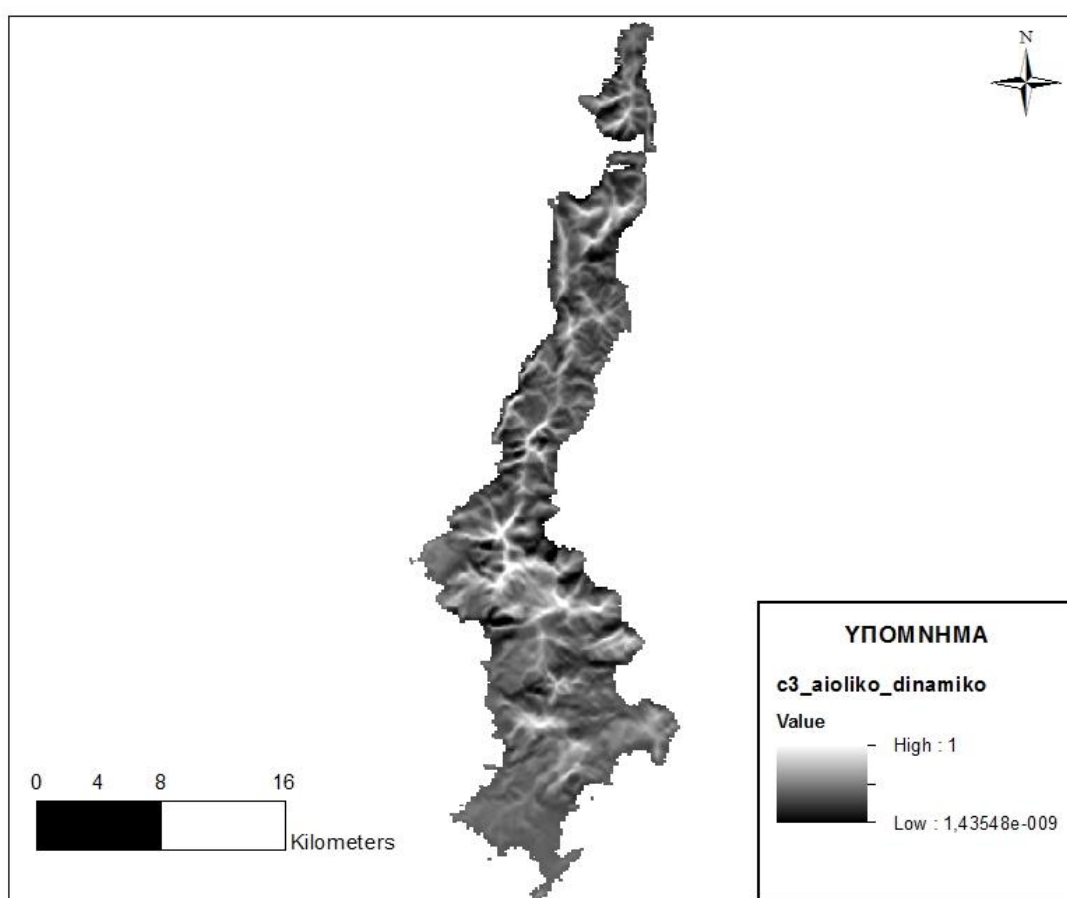 N
ΥΠΟΜΝΗΜΑ
c3_aioliko_dinamiko
Value
High : 1
Low : 1,43548e-009
0 4 8 16
Kilometers